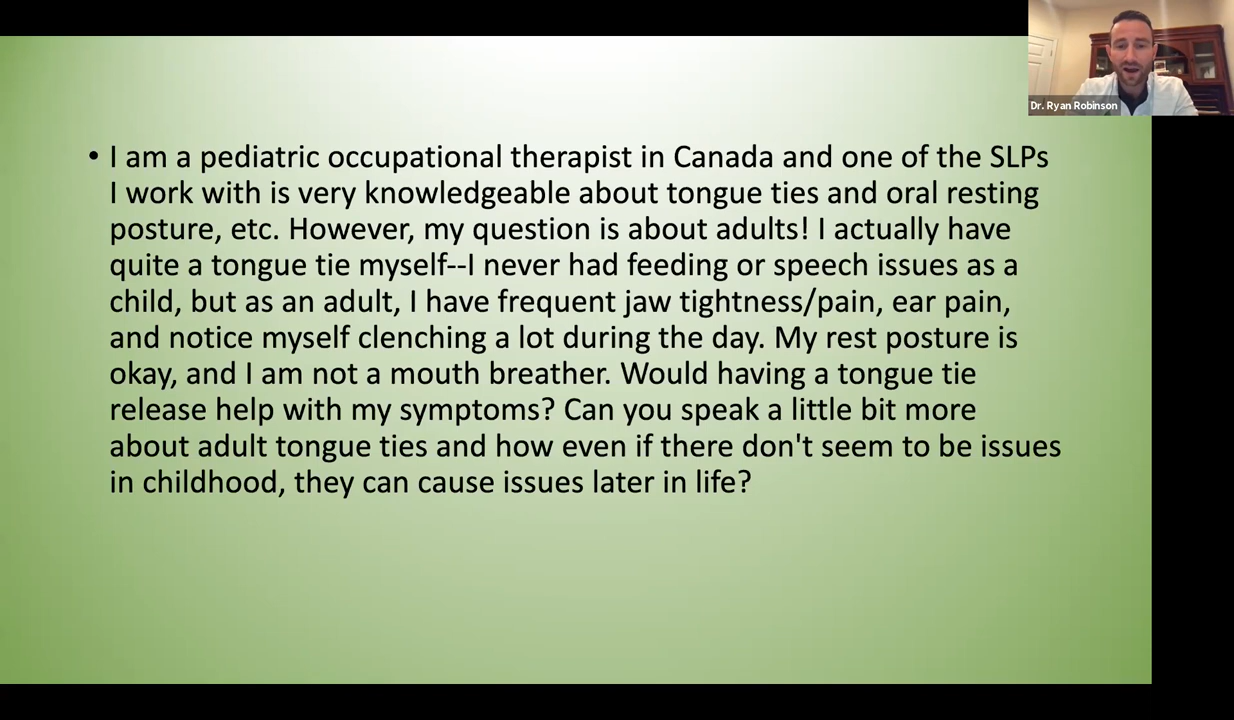 Dr. Ryan Robinson
• I am a pediatric occupational therapist in Canada and one of the SLPs
I work with is very knowledgeable about tongue ties and oral resting
posture, etc. However, my question is about adults! I actually have
quite a tongue tie myself--I never had feeding or speech issues as a
child, but as an adult, I have frequent jaw tightness/pain, ear pain,
and notice myself clenching a lot during the day. My rest posture is
okay, and I am not a mouth breather. Would having a tongue tie
release help with my symptoms? Can you speak a little bit more
about adult tongue ties and how even if there don't seem to be issues
in childhood, they can cause issues later in life?